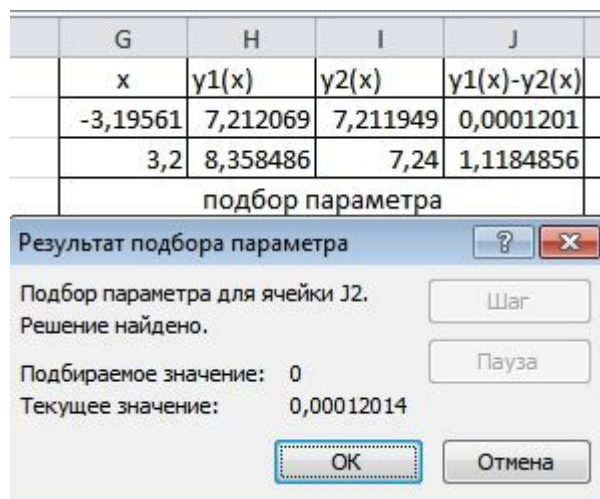 G H I J
x y1(x) y2(x) y1(x)-y2(x)
-3,19561 7,212069 7,211949 0,0001201
3,2 8,358486 7,24 1,1184856
подбор параметра
Результат подбора параметра
Подбор параметра для ячейки J2.
Решение найдено.
Шаг
Подбираемое значение: 0
Пауза
Текущее значение: 0,00012014
ОК Отмена